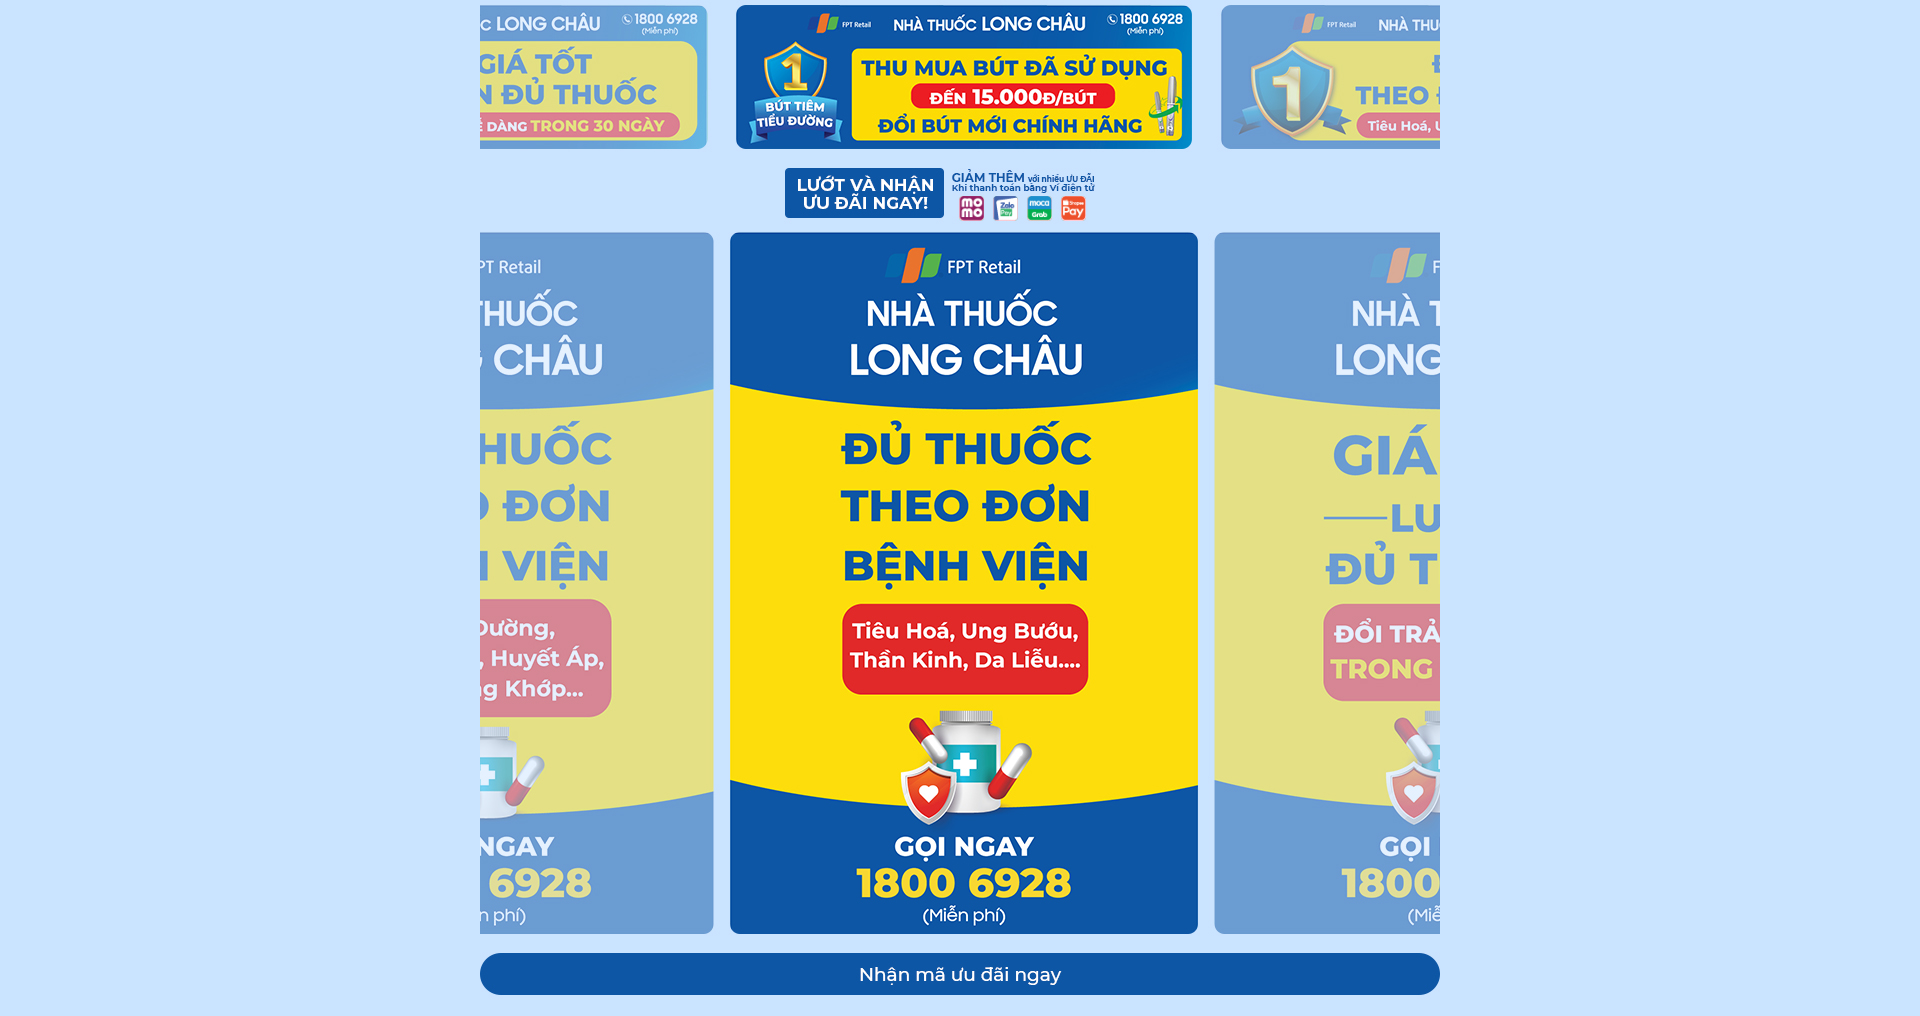 LONG CHÂU
1800 6928
(Miễn phí)
GIÁ TỐT
ĐỦ THUỐC
DÀNG TRONG 30 NGÀY
FPT Retail
NHÀ THUỐC LONG CHÂU
1800 6928
(Miễn phí)
1
BÚT TIÊM
TIỂU ĐƯỜNG
THU MUA BÚT ĐÃ SỬ DỤNG
ĐẾN 15.000Đ/BÚT
ĐỔI BÚT MỚI CHÍNH HÃNG
FPT Retail
NHÀ
1
THEO
Tiêu Hoá,
LƯỚT VÀ NHẬN
ƯU ĐÃI NGAY!
GIẢM THÊM với nhiều ƯU ĐÃI
Khi thanh toán bằng Ví điện tử
mo
mo
Zalo
Pay
moca
Grab
Shopee
Pay
FPT Retail
THUỐC
CHÂU
HUỐC
ĐƠN
VIỆN
Đường,
Huyết Áp,
Khớp...
NGAY
6928
phí)
FPT Retail
NHÀ THUỐC
LONG CHÂU
ĐỦ THUỐC
THEO ĐƠN
BỆNH VIỆN
Tiêu Hoá, Ung Bướu,
Thần Kinh, Da Liễu....
GỌI NGAY
1800 6928
(Miễn phí)
NHÀ
LONG
GIÁ
LU
ĐỦ T
ĐỔI TRẢ
TRONG
GỌI
1800
Nhận mã ưu đãi ngay